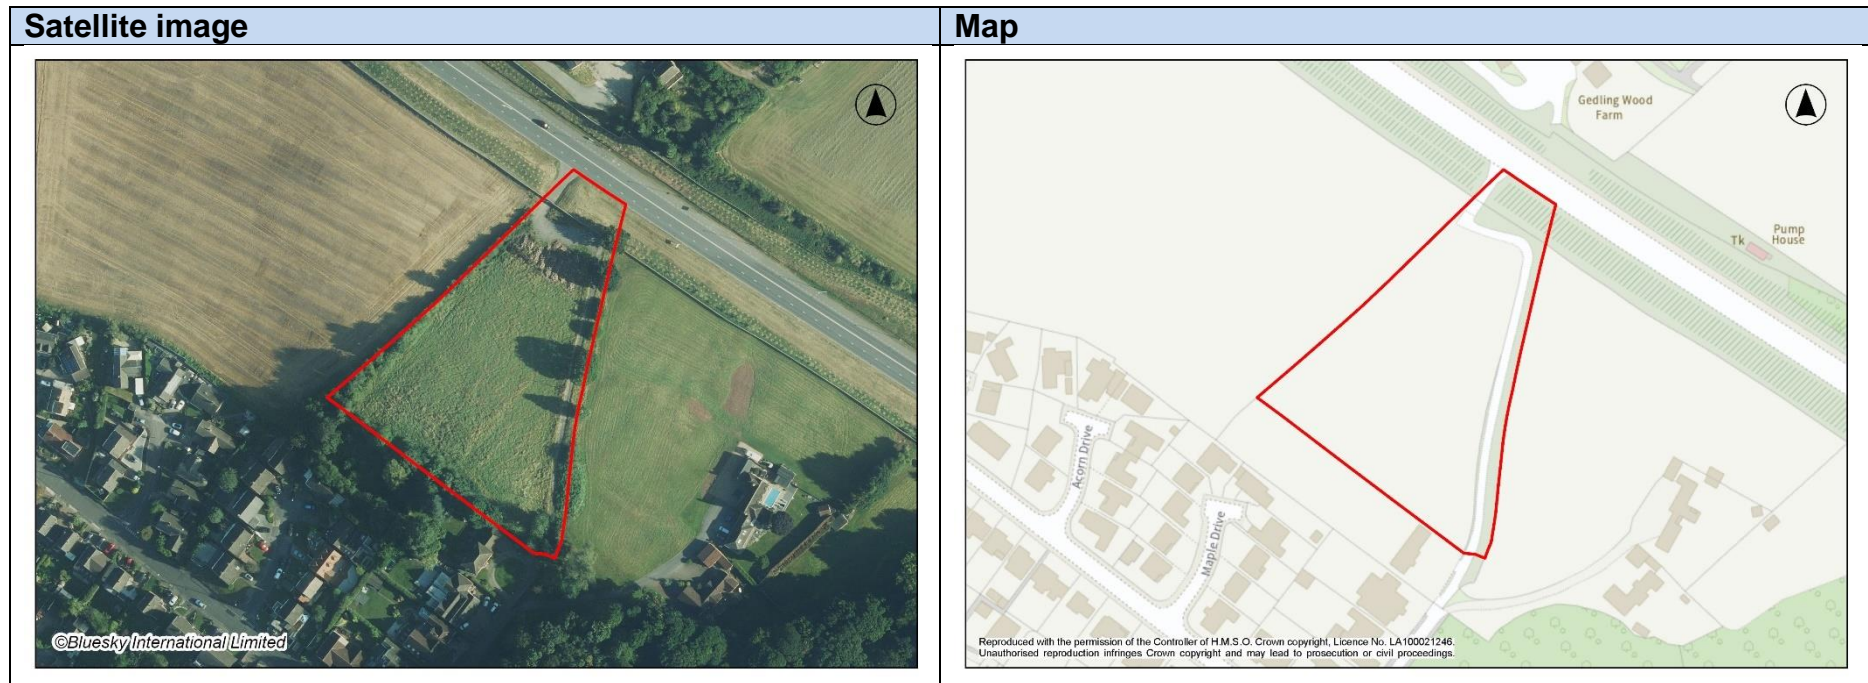 Satellite image
Map
©Bluesky International Limited
Gedling Wood
Farm
Pump
House
Tk
Acorn Drive
Maple Drive
Reproduced with the permission of the Controller of H.M.S.O. Crown copyright, Licence No. LA100021246.
Unauthorised reproduction infringes Crown copyright and may lead to prosecution or civil proceedings.